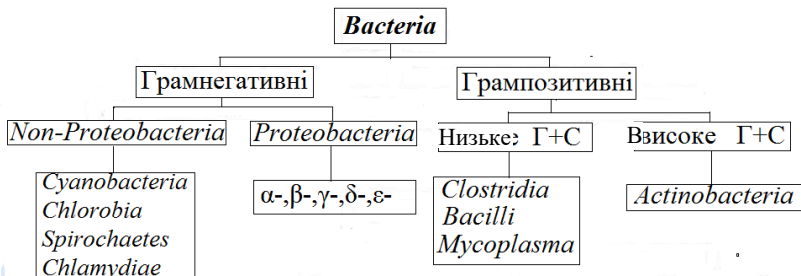 Bacteria
Грамнегативні
Грампозитивні
Non-Proteobacteria
Proteobacteria
Низьке Г+С
Ввисоке Г+С
Cyanobacteria
Chlorobia
Spirochaetes
Chlamydiae
α-,β-,γ-,δ-,ε-
Clostridia
Bacilli
Mycoplasma
Actinobacteria